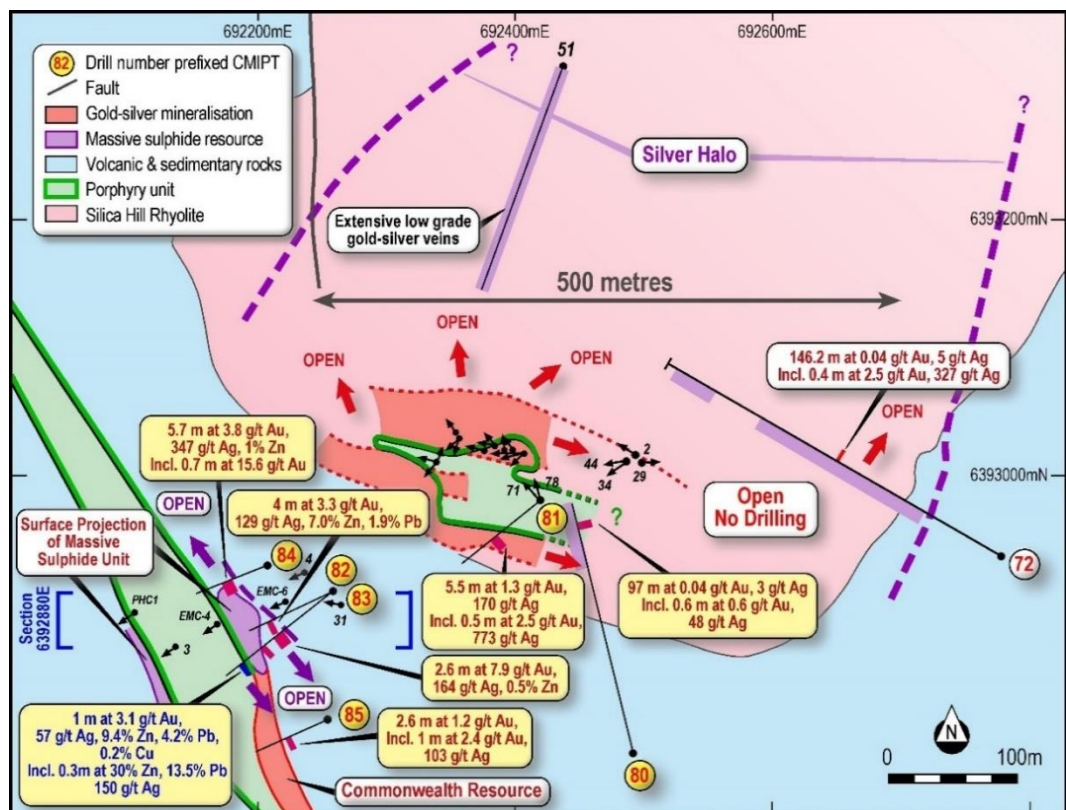 692200mE
692400mE
692600mE
82 Drill number prefixed CMIPT
Fault
Gold-silver mineralisation
Massive sulphide resource
Volcanic & sedimentary rocks
Porphyry unit
Silica Hill Rhyolite
?
51
?
Silver Halo
Extensive low grade
gold-silver veins
6393200mN
500 metres
OPEN
OPEN
OPEN
146.2 m at 0.04 g/t Au, 5 g/t Ag
Incl. 0.4 m at 2.5 g/t Au, 327 g/t Ag
OPEN
5.7 m at 3.8 g/t Au,
347 g/t Ag, 1% Zn
Incl. 0.7 m at 15.6 g/t Au
2
44
34
29
6393000mN
71
78
81
?
Open
No Drilling
OPEN
4 m at 3.3 g/t Au,
129 g/t Ag, 7.0% Zn, 1.9% Pb
Surface Projection
of Massive
Sulphide Unit
84
4
82
83
72
PHC1
EMC-4
EMC-6
31
3
Section
6392880E
5.5 m at 1.3 g/t Au,
170 g/t Ag
Incl. 0.5 m at 2.5 g/t Au,
773 g/t Ag
97 m at 0.04 g/t Au, 3 g/t Ag
Incl. 0.6 m at 0.6 g/t Au,
48 g/t Ag
2.6 m at 7.9 g/t Au,
164 g/t Ag, 0.5% Zn
OPEN
1 m at 3.1 g/t Au,
57 g/t Ag, 9.4% Zn, 4.2% Pb,
0.2% Cu
Incl. 0.3m at 30% Zn, 13.5% Pb
150 g/t Ag
85
2.6 m at 1.2 g/t Au,
Incl. 1 m at 2.4 g/t Au,
103 g/t Ag
80
Commonwealth Resource
N
0
100m